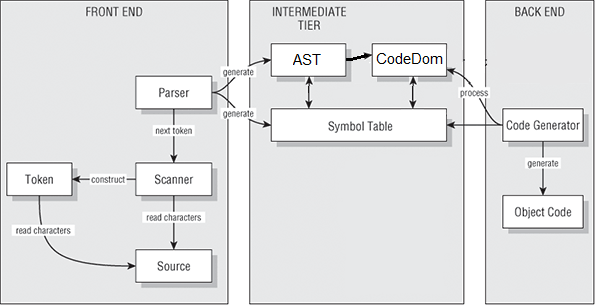 FRONT END
INTERMEDIATE
TIER
BACK END
AST
CodeDom
generate
Parser
process
generate
Symbol Table
Code Generator
next token
generate
Token
construct
Scanner
Object Code
read characters
read characters
Source